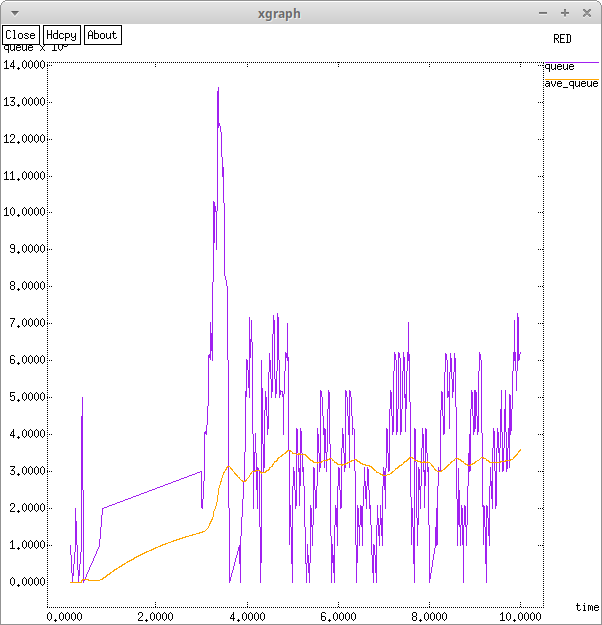 xgraph
Close Hdcpy About
queue x 10
RED
queue
ave_queue
14.0000
13.0000
12.0000
11.0000
10.0000
9.0000
8.0000
7.0000
6.0000
5.0000
4.0000
3.0000
2.0000
1.0000
0.0000
time
0.0000 2.0000 4.0000 6.0000 8.0000 10.0000